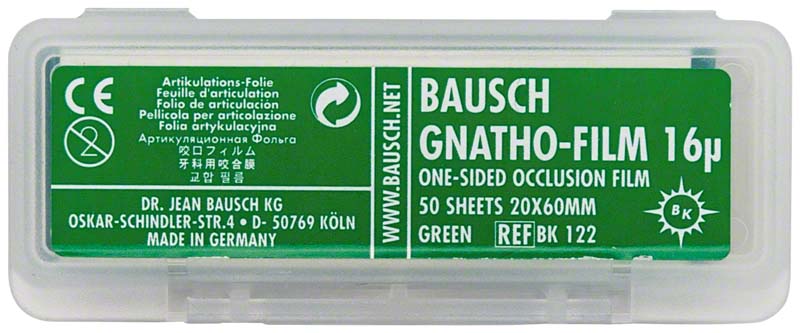 CE
2
Artikulations-Folie
Feuille d'articulation
Folio de articulación
Pellicola per articolazione
Folia artykulacyjna
Артикуляционная Фольга
咬口フィルム
牙科用咬合膜
교합 필름
DR. JEAN BAUSCH KG
OSKAR-SCHINDLER-STR.4 • D- 50769 KÖLN
MADE IN GERMANY
WWW.BAUSCH.NET
BAUSCH
GNATHO-FILM 16µ
ONE-SIDED OCCLUSION FILM
50 SHEETS 20X60MM
GREEN REF BK 122
BK